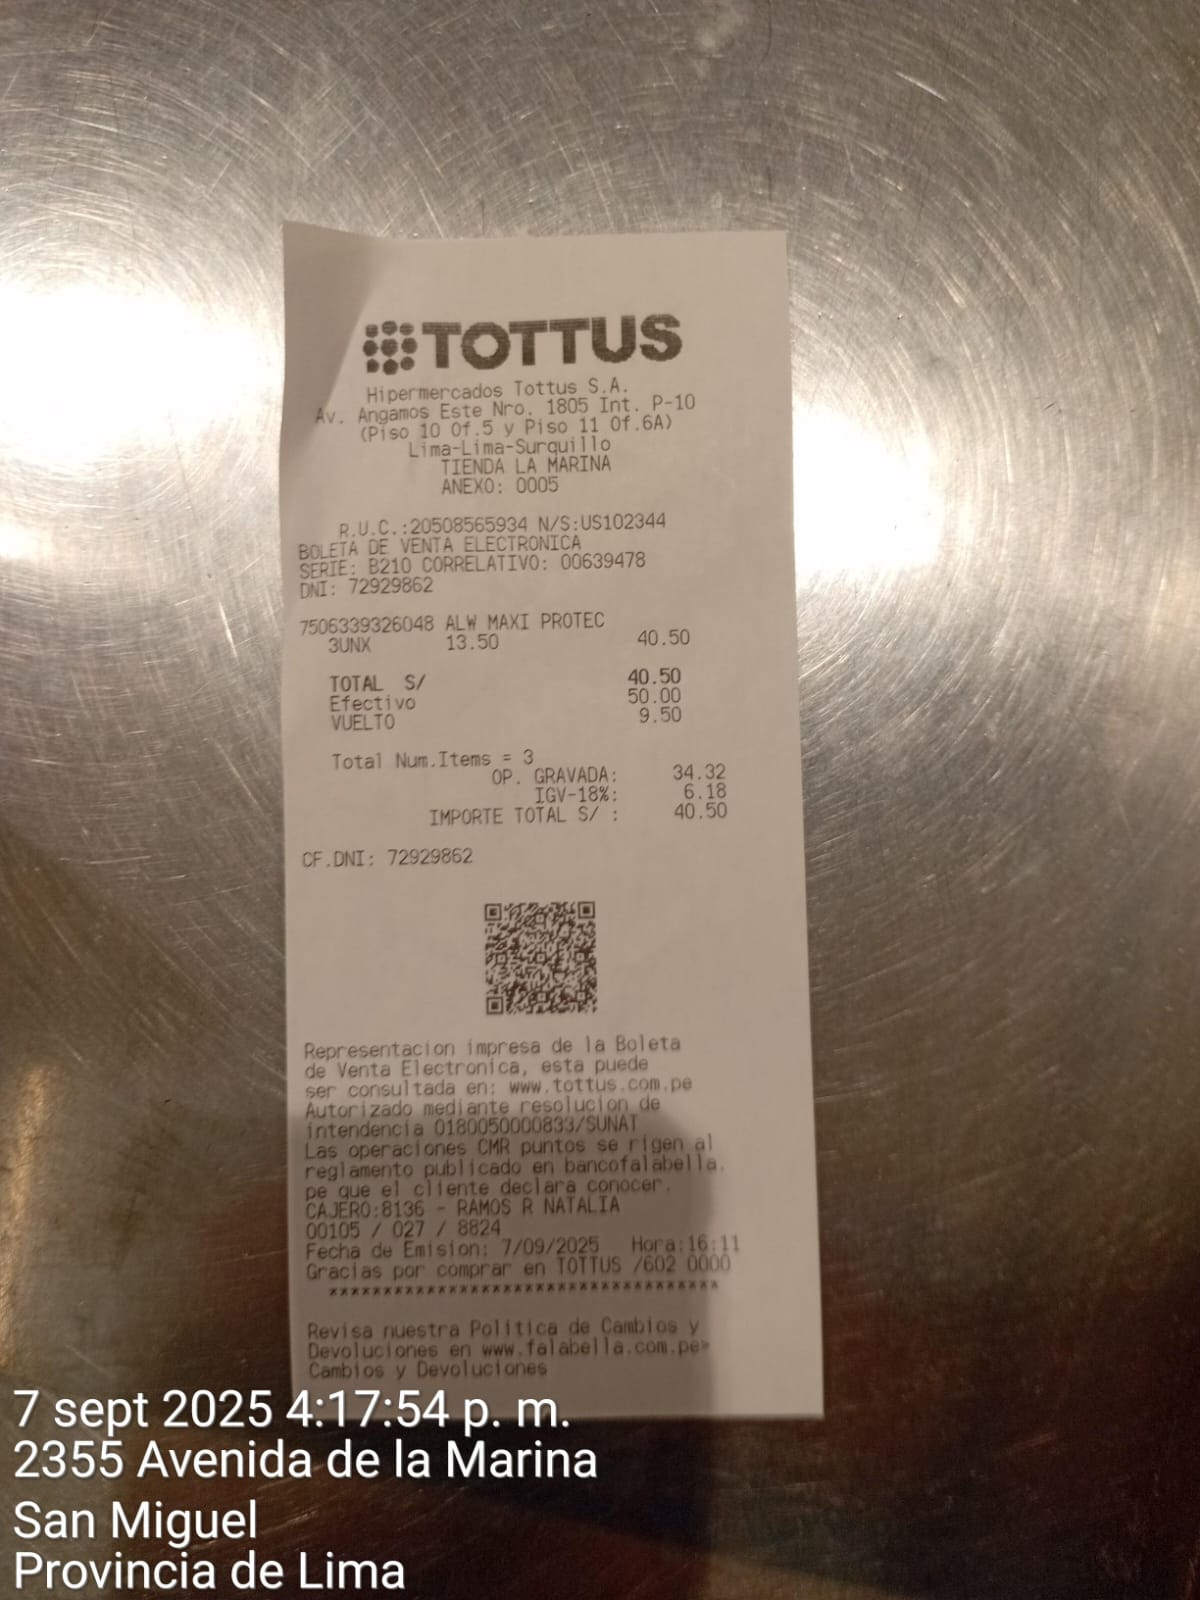 TOTTUS
Hipermercados Tottus S.A.
Av. Angamos Este Nro. 1805 Int. P-10
(Piso 10 Of.5 y Piso 11 Of.6A)
Lima-Lima-Surquillo
TIENDA LA MARINA
ANEXO: 0005
R.U.C.:20508565934 N/S:US102344
BOLETA DE VENTA ELECTRONICA
SERIE: B210 CORRELATIVO: 00639478
DNI: 72929862
7506339326048 ALW MAXI PROTEC
3UNX 13.50 40.50
TOTAL S/ 40.50
Efectivo 50.00
VUELTO 9.50
Total Num.Items = 3
OP. GRAVADA: 34.32
IGV-18%: 6.18
IMPORTE TOTAL S/ : 40.50
CF.DNI: 72929862
Representacion impresa de la Boleta
de Venta Electronica, esta puede
ser consultada en: www.tottus.com.pe
Autorizado mediante resolucion de
intendencia 0180050000833/SUNAT
Las operaciones CMR puntos se rigen al
reglamento publicado en bancofalabella.
pe que el cliente declara conocer.
CAJERO:8136 - RAMOS R NATALIA
00105 / 027 / 8824
Fecha de Emision: 7/09/2025 Hora:16:11
Gracias por comprar en TOTTUS /602 0000
*************************************
Revisa nuestra Politica de Cambios y
Devoluciones en www.falabella.com.pe>
Cambios y Devoluciones
7 sept 2025 4:17:54 p. m.
2355 Avenida de la Marina
San Miguel
Provincia de Lima